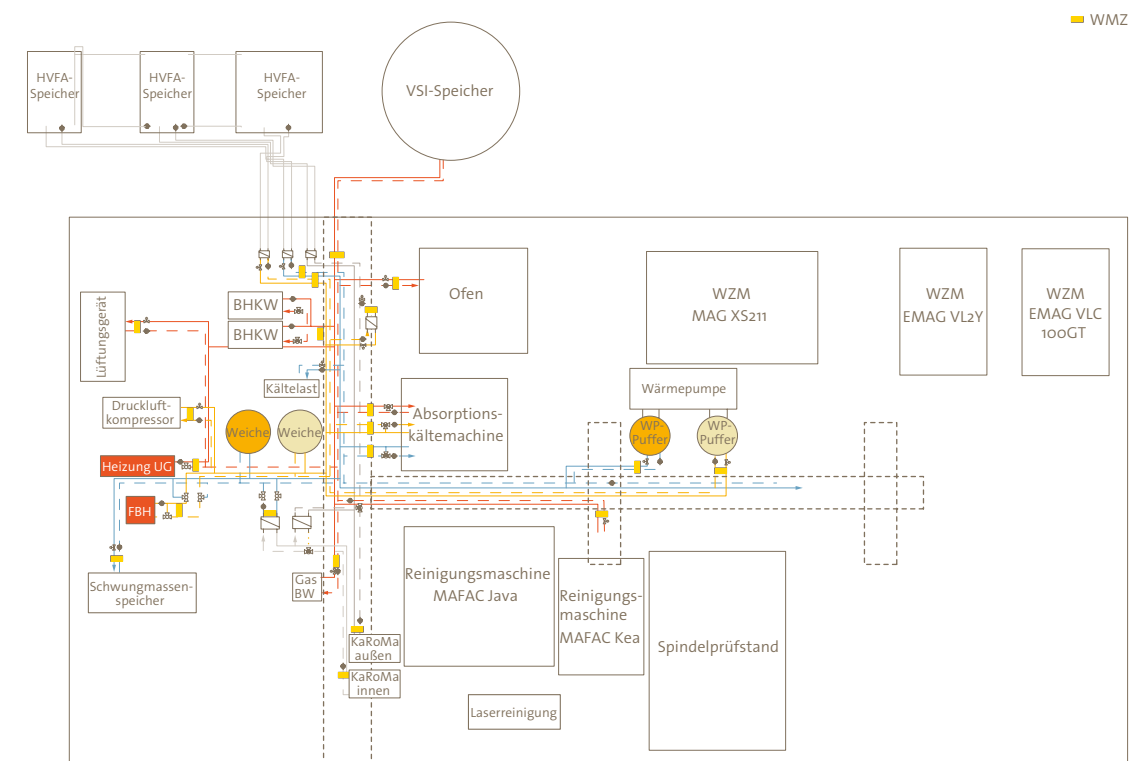 WMZ
HVFA-
Speicher
HVFA-
Speicher
HVFA-
Speicher
VSI-Speicher
Lüftungsgerät
BHKW
BHKW
Ofen
WZM
MAG XS211
WZM
EMAG VL2Y
WZM
EMAG VLC
100GT
Kältelast
Wärmepumpe
Druckluft-
kompressor
Weiche
Weiche
Absorptions-
kältemachine
WP-
Puffer
WP-
Puffer
Heizung UG
FBH
Schwungmassen-
speicher
Gas
BW
Reinigungsmaschine
MAFAC Java
Reinigungs-
maschine
MAFAC Kea
Spindelprüfstand
KaRoMa
außen
KaRoMa
innen
Laserreinigung